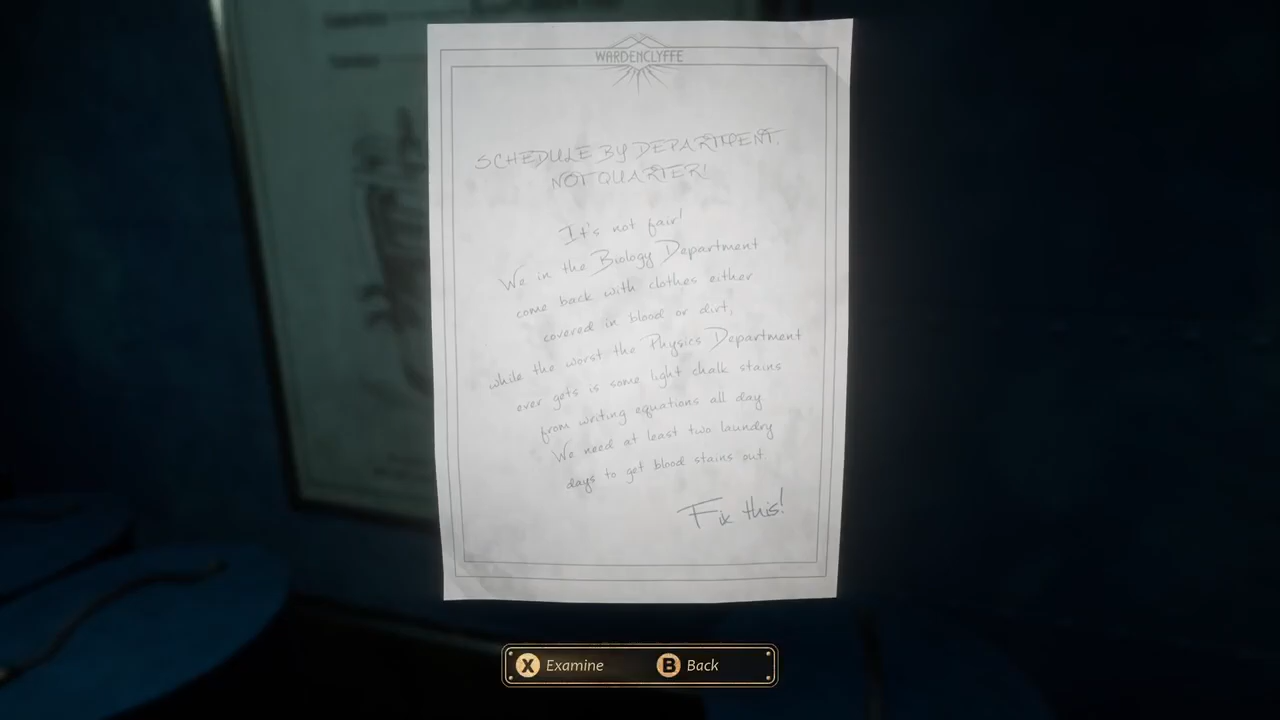 WARDENCLYFFE
SCHEDULE BY DEPARTMENT,
NOT QUARTER!
It's not fair!
We in the Biology Department
come back with clothes either
covered in blood or dirt,
while the worst the Physics Department
ever gets is some light chalk stains
from writing equations all day.
We need at least two laundry
days to get blood stains out.
Fix this!
X Examine
B Back